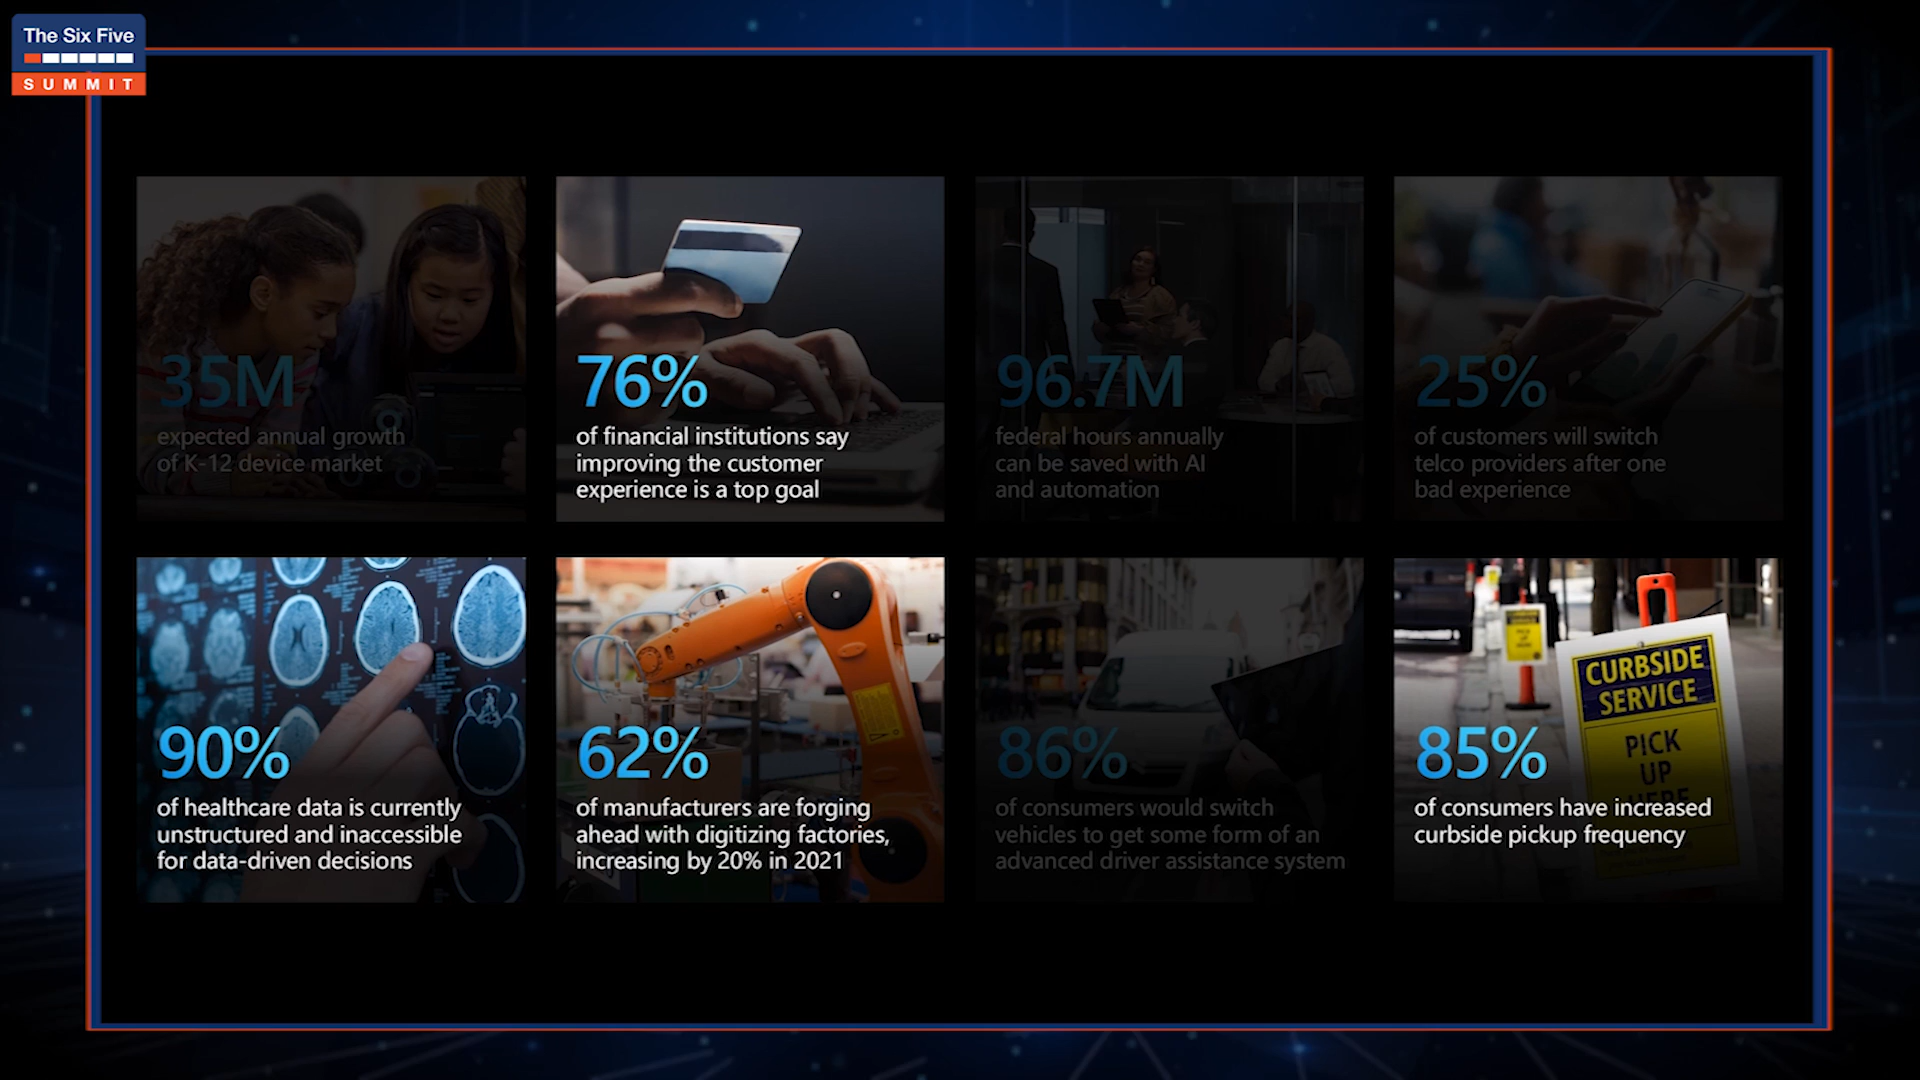 The Six Five
SUMMIT
35M
expected annual growth
of K-12 device market
76%
of financial institutions say
improving the customer
experience is a top goal
96.7M
federal hours annually
can be saved with AI
and automation
25%
of customers will switch
telco providers after one
bad experience
90%
of healthcare data is currently
unstructured and inaccessible
for data-driven decisions
62%
of manufacturers are forging
ahead with digitizing factories,
increasing by 20% in 2021
86%
of consumers would switch
vehicles to get some form of an
advanced driver assistance system
CURBSIDE
SERVICE
PICK
UP
HERE
85%
of consumers have increased
curbside pickup frequency